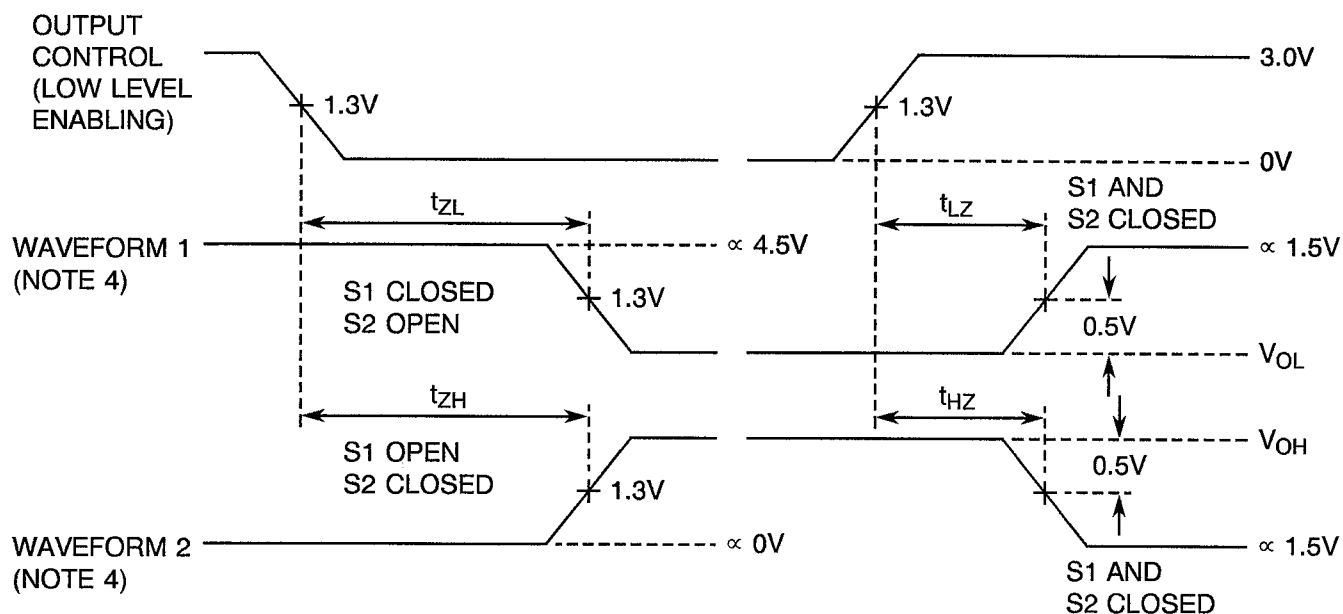 OUTPUT
CONTROL
(LOW LEVEL
ENABLING)
1.3V
1.3V
3.0V
0V
tZL
tLZ
S1 AND
S2 CLOSED
WAVEFORM 1
(NOTE 4)
∝ 4.5V
∝ 1.5V
S1 CLOSED
S2 OPEN
1.3V
0.5V
VOL
tZH
tHZ
VOH
S1 OPEN
S2 CLOSED
1.3V
0.5V
WAVEFORM 2
(NOTE 4)
∝ 0V
∝ 1.5V
S1 AND
S2 CLOSED